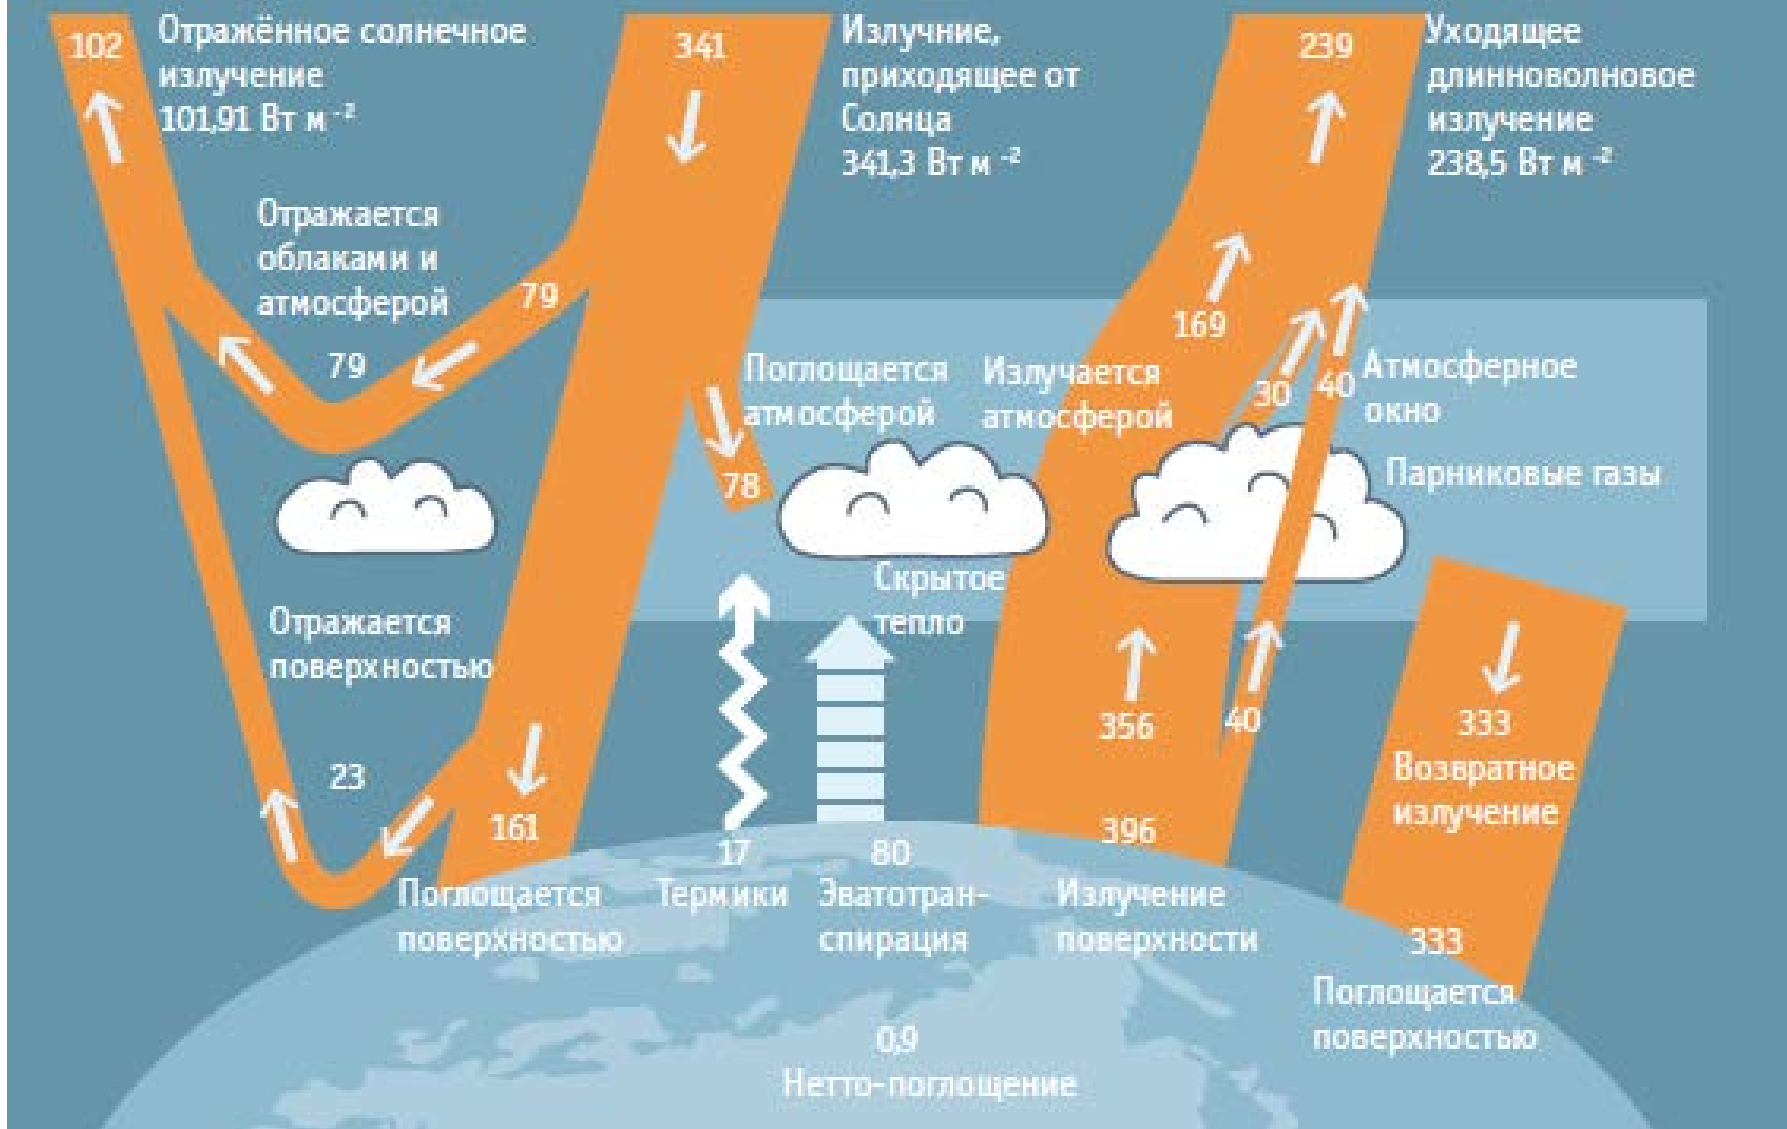 102
Отражённое солнечное
излучение
101,91 Вт м -2
341
Излучние,
приходящее от
Солнца
341,3 Вт м -2
239
Уходящее
длинноволновое
излучение
238,5 Вт м -2
Отражается
облаками и
атмосферой
79
79
169
Поглощается
атмосферой
78
Излучается
атмосферой
30
40
Атмосферное
окно
Парниковые газы
Скрытое
тепло
Отражается
поверхностью
23
161
Поглощается
поверхностью
17
Термики
80
Эватотран-
спирация
356
40
396
Излучение
поверхности
333
Возвратное
излучение
333
Поглощается
поверхностью
0,9
Нетто-поглощение